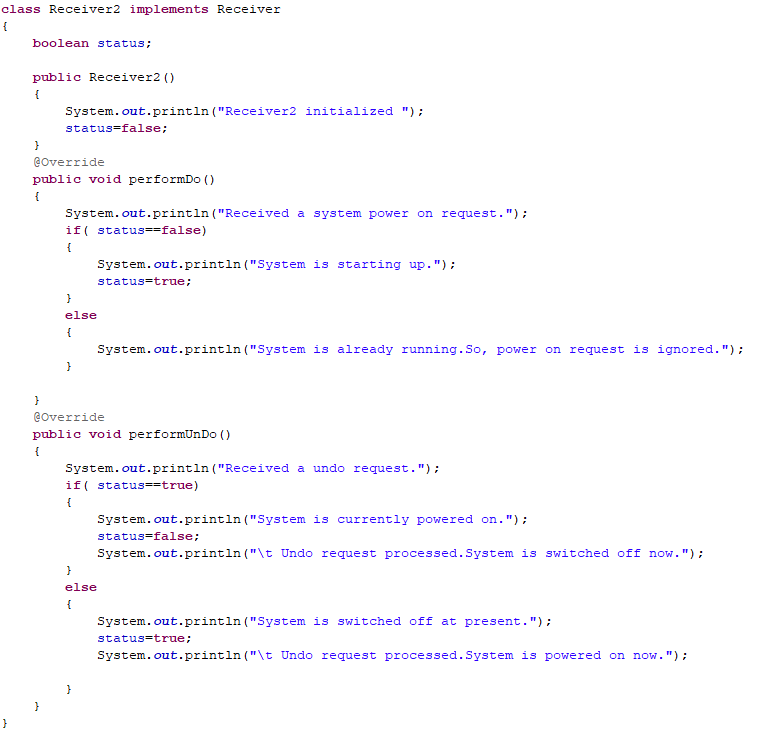 class Receiver2 implements Receiver
{
    boolean status;

    public Receiver2()
    {
        System.out.println("Receiver2 initialized ");
        status=false;
    }
    @Override
    public void performDo()
    {
        System.out.println("Received a system power on request.");
        if( status==false)
        {
            System.out.println("System is starting up.");
            status=true;
        }
        else
        {
            System.out.println("System is already running.So, power on request is ignored.");
        }

    }
    @Override
    public void performUnDo()
    {
        System.out.println("Received a undo request.");
        if( status==true)
        {
            System.out.println("System is currently powered on.");
            status=false;
            System.out.println("\t Undo request processed.System is switched off now.");
        }
        else
        {
            System.out.println("System is switched off at present.");
            status=true;
            System.out.println("\t Undo request processed.System is powered on now.");

        }
    }
}